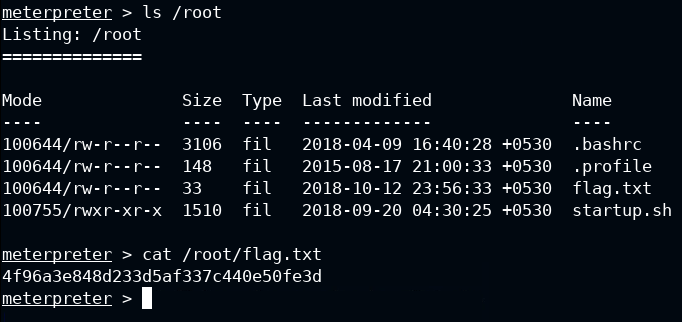 meterpreter > ls /root
Listing: /root
==============
Mode              Size  Type  Last modified              Name
----              ----  ----  -------------              ----
100644/rw-r--r--  3106  fil   2018-04-09 16:40:28 +0530  .bashrc
100644/rw-r--r--  148   fil   2015-08-17 21:00:33 +0530  .profile
100644/rw-r--r--  33    fil   2018-10-12 23:56:33 +0530  flag.txt
100755/rwxr-xr-x  1510  fil   2018-09-20 04:30:25 +0530  startup.sh
meterpreter > cat /root/flag.txt
4f96a3e848d233d5af337c440e50fe3d
meterpreter >